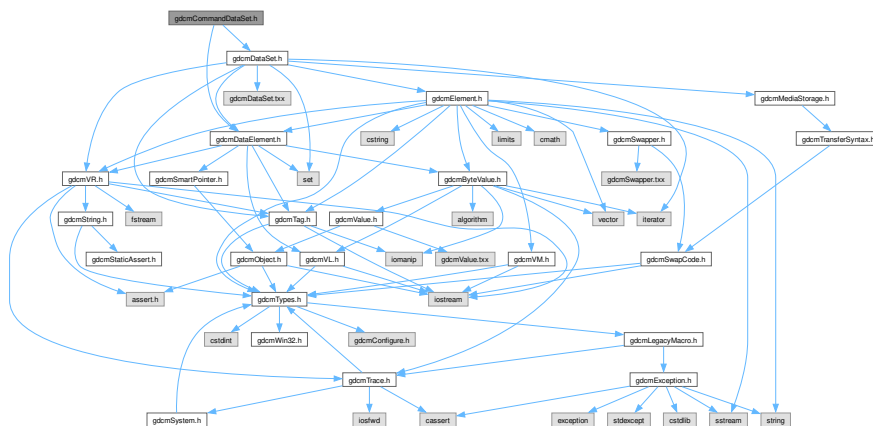 gdcmCommandDataSet.h
gdcmDataSet.h
gdcmDataSet.txx
gdcmElement.h
gdcmMediaStorage.h
gdcmDataElement.h
cstring
limits
cmath
gdcmSwapper.h
gdcmTransferSyntax.h
gdcmVR.h
gdcmSmartPointer.h
set
gdcmByteValue.h
gdcmSwapper.txx
gdcmString.h
fstream
gdcmTag.h
gdcmValue.h
algorithm
vector
iterator
gdcmStaticAssert.h
gdcmObject.h
gdcmVL.h
iomanip
gdcmValue.txx
gdcmVM.h
gdcmSwapCode.h
assert.h
gdcmTypes.h
iostream
cstdint
gdcmWin32.h
gdcmConfigure.h
gdcmLegacyMacro.h
gdcmTrace.h
gdcmException.h
gdcmSystem.h
iosfwd
cassert
exception
stdexcept
cstdlib
sstream
string